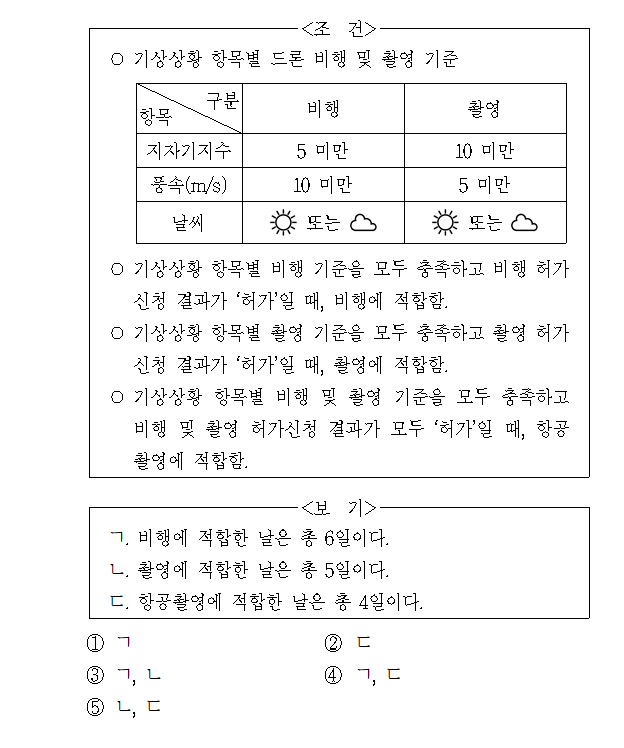 <조 건>
○ 기상상황 항목별 드론 비행 및 촬영 기준
구분 비행 촬영
항목
지자기지수 5 미만 10 미만
풍속(m/s) 10 미만 5 미만
날씨 또는 또는
○ 기상상황 항목별 비행 기준을 모두 충족하고 비행 허가
신청 결과가 ‘허가’일 때, 비행에 적합함.
○ 기상상황 항목별 촬영 기준을 모두 충족하고 촬영 허가
신청 결과가 ‘허가’일 때, 촬영에 적합함.
○ 기상상황 항목별 비행 및 촬영 기준을 모두 충족하고
비행 및 촬영 허가신청 결과가 모두 ‘허가’일 때, 항공
촬영에 적합함.
<보 기>
ㄱ. 비행에 적합한 날은 총 6일이다.
ㄴ. 촬영에 적합한 날은 총 5일이다.
ㄷ. 항공촬영에 적합한 날은 총 4일이다.
① ㄱ ② ㄷ
③ ㄱ, ㄴ ④ ㄱ, ㄷ
⑤ ㄴ, ㄷ